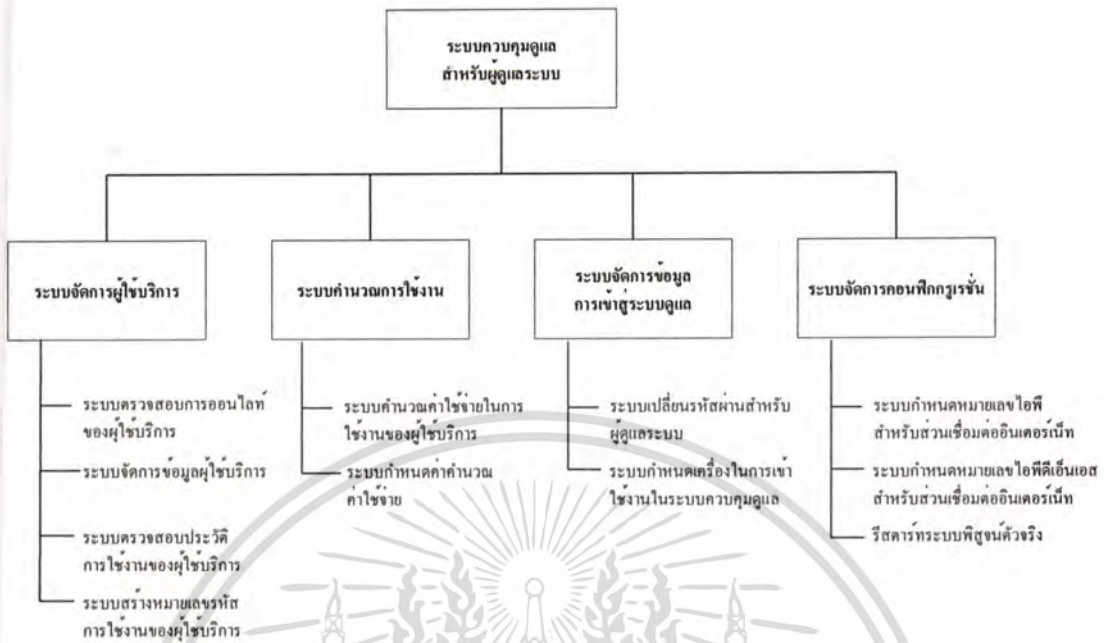 ระบบควบคุมดูแล
สำหรับผู้ดูแลระบบ
ระบบจัดการผู้ใช้บริการ
ระบบตรวจสอบการออนไลท์
ของผู้ใช้บริการ
ระบบจัดการข้อมูลผู้ใช้บริการ
ระบบตรวจสอบประวัติ
การใช้งานของผู้ใช้บริการ
ระบบสร้างหมายเลขรหัส
การใช้งานของผู้ใช้บริการ
ระบบคำนวณการใช้งาน
ระบบคำนวณค่าใช้จ่ายในการ
ใช้งานของผู้ใช้บริการ
ระบบกำหนดค่าคำนวณ
ค่าใช้จ่าย
ระบบจัดการข้อมูล
การเข้าสู่ระบบดูแล
ระบบเปลี่ยนรหัสผ่านสำหรับ
ผู้ดูแลระบบ
ระบบกำหนดเครื่องในการเข้า
ใช้งานในระบบควบคุมดูแล
ระบบจัดการคอนฟิกกรูเรชั่น
ระบบกำหนดหมายเลขไอพี
สำหรับส่วนเชื่อมต่ออินเตอร์เน็ท
ระบบกำหนดหมายเลขไอพีดีเอ็นเอส
สำหรับส่วนเชื่อมต่ออินเตอร์เน็ท
รีสตาร์ทระบบพิสูจน์ตัวจริง